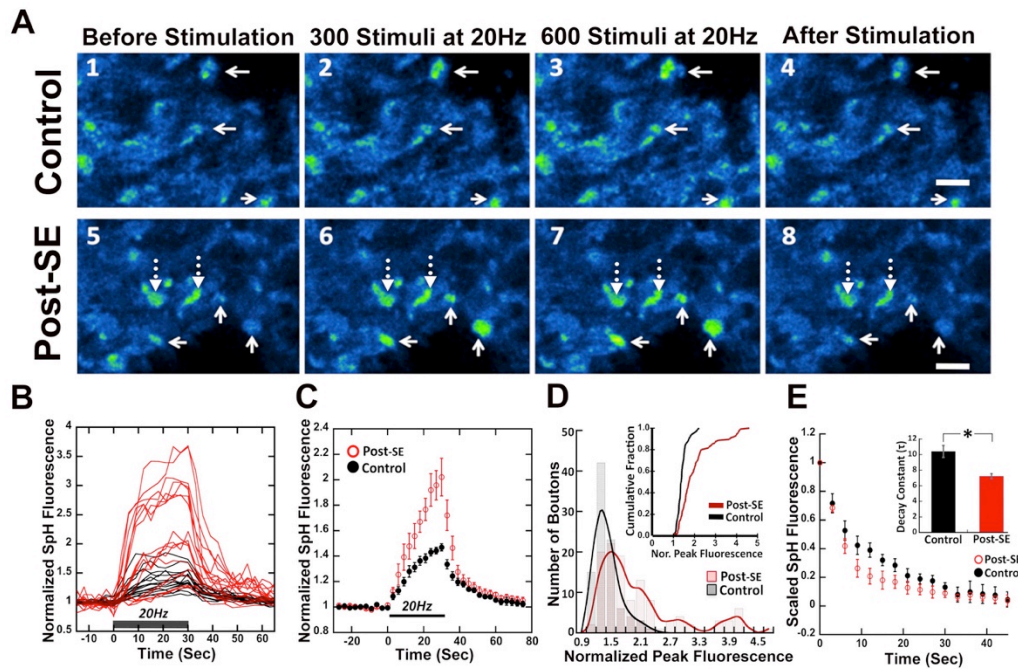 A
Before Stimulation 300 Stimuli at 20Hz 600 Stimuli at 20Hz After Stimulation
Control
1 2 3 4
Post-SE
5 6 7 8
B
Normalized SpH Fluorescence
4
3.5
3
2.5
2
1.5
1
0.5
20Hz
-10 0 10 20 30 40 50 60
Time (Sec)
C
Normalized SpH Fluorescence
2.4
2.2
2
1.8
1.6
1.4
1.2
1
0.8
Post-SE
Control
20Hz
-20 0 20 40 60 80
Time (Sec)
D
Number of Boutons
50
40
30
20
10
0
0.9 1.5 2.1 2.7 3.3 3.9 4.5
Normalized Peak Fluorescence
Cumulative Fraction
1
0.8
0.6
0.4
0.2
0
0 1 2 3 4 5
Nor. Peak Fluorescence
Post-SE
Control
Post-SE
Control
E
Scaled SpH Fluorescence
1.2
1
0.8
0.6
0.4
0.2
0
-0.2
0 10 20 30 40
Time (Sec)
Decay Constant (τ)
12
10
8
6
4
2
0
*
Control Post-SE
Post-SE
Control